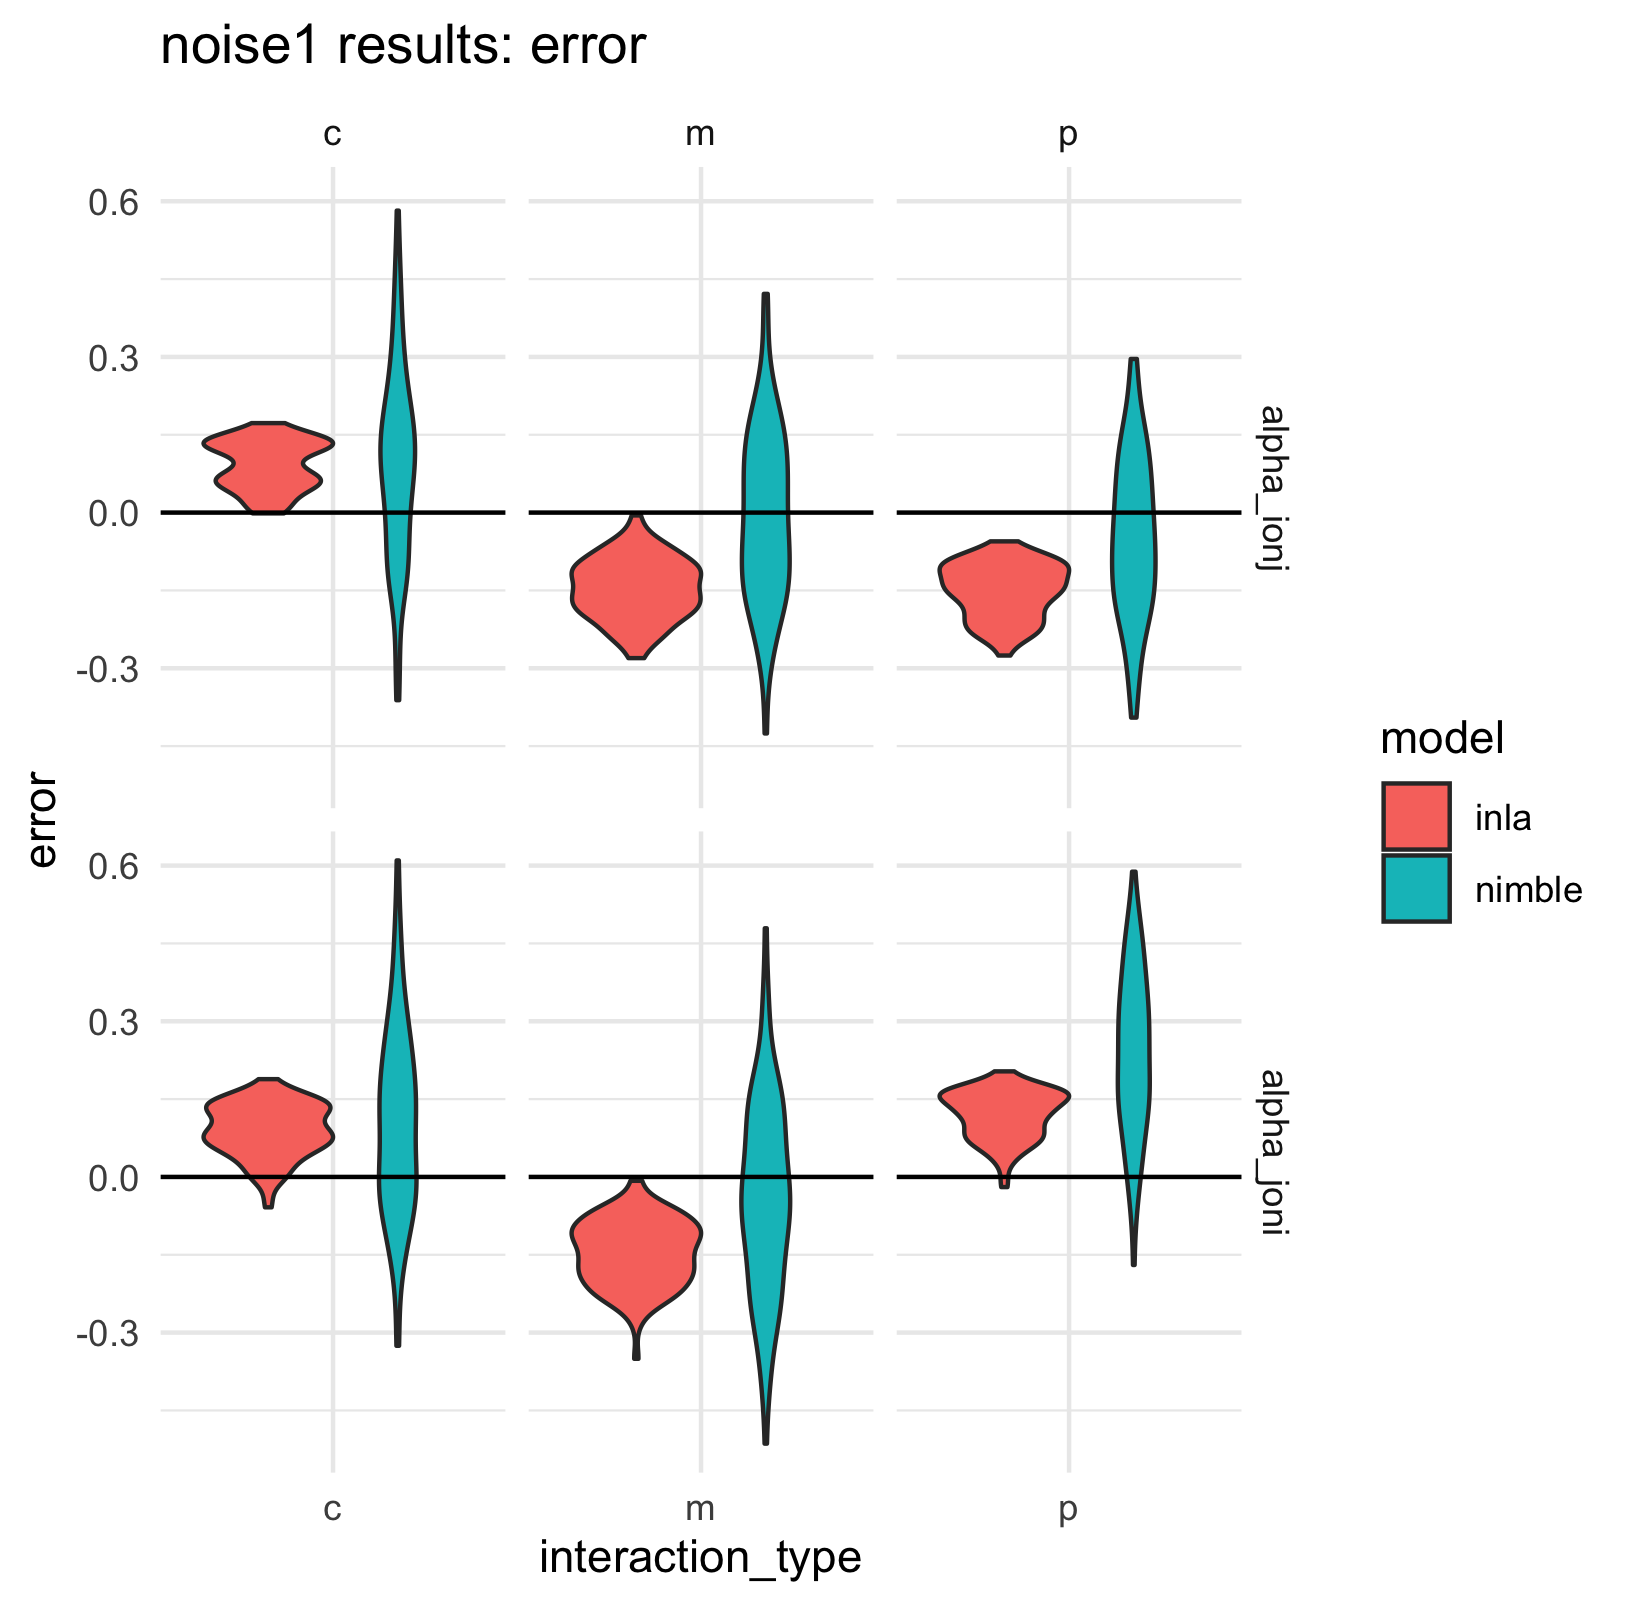 noise1 results: error
c m p
0.6
0.3
0.0
-0.3
alpha_ionj
error
0.6
0.3
0.0
-0.3
alpha_joni
c m p
interaction_type
model
inla
nimble